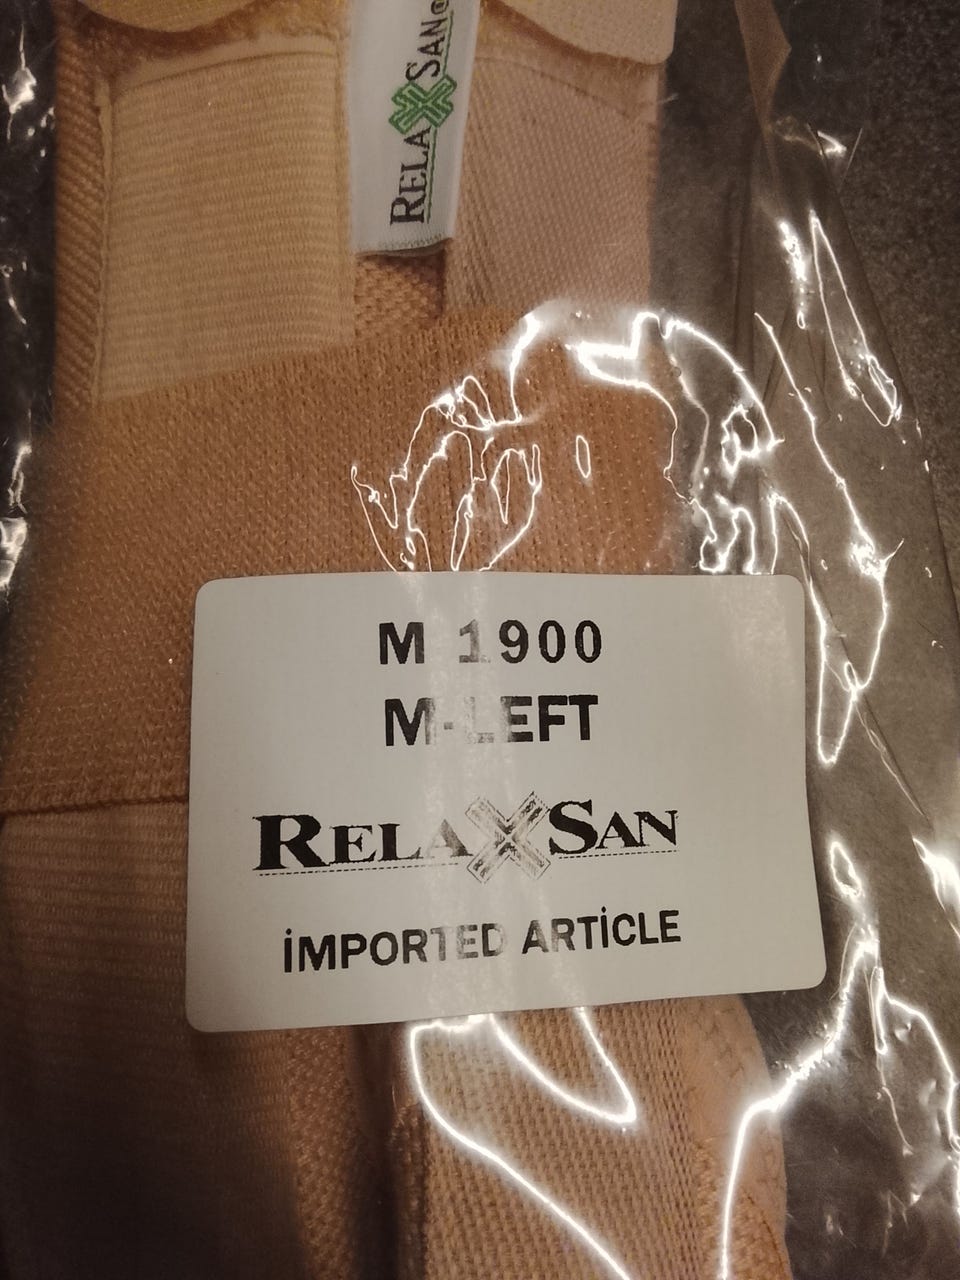 RELAXSAN®
M 1900
M-LEFT
RELAXSAN
İMPORTED ARTİCLE